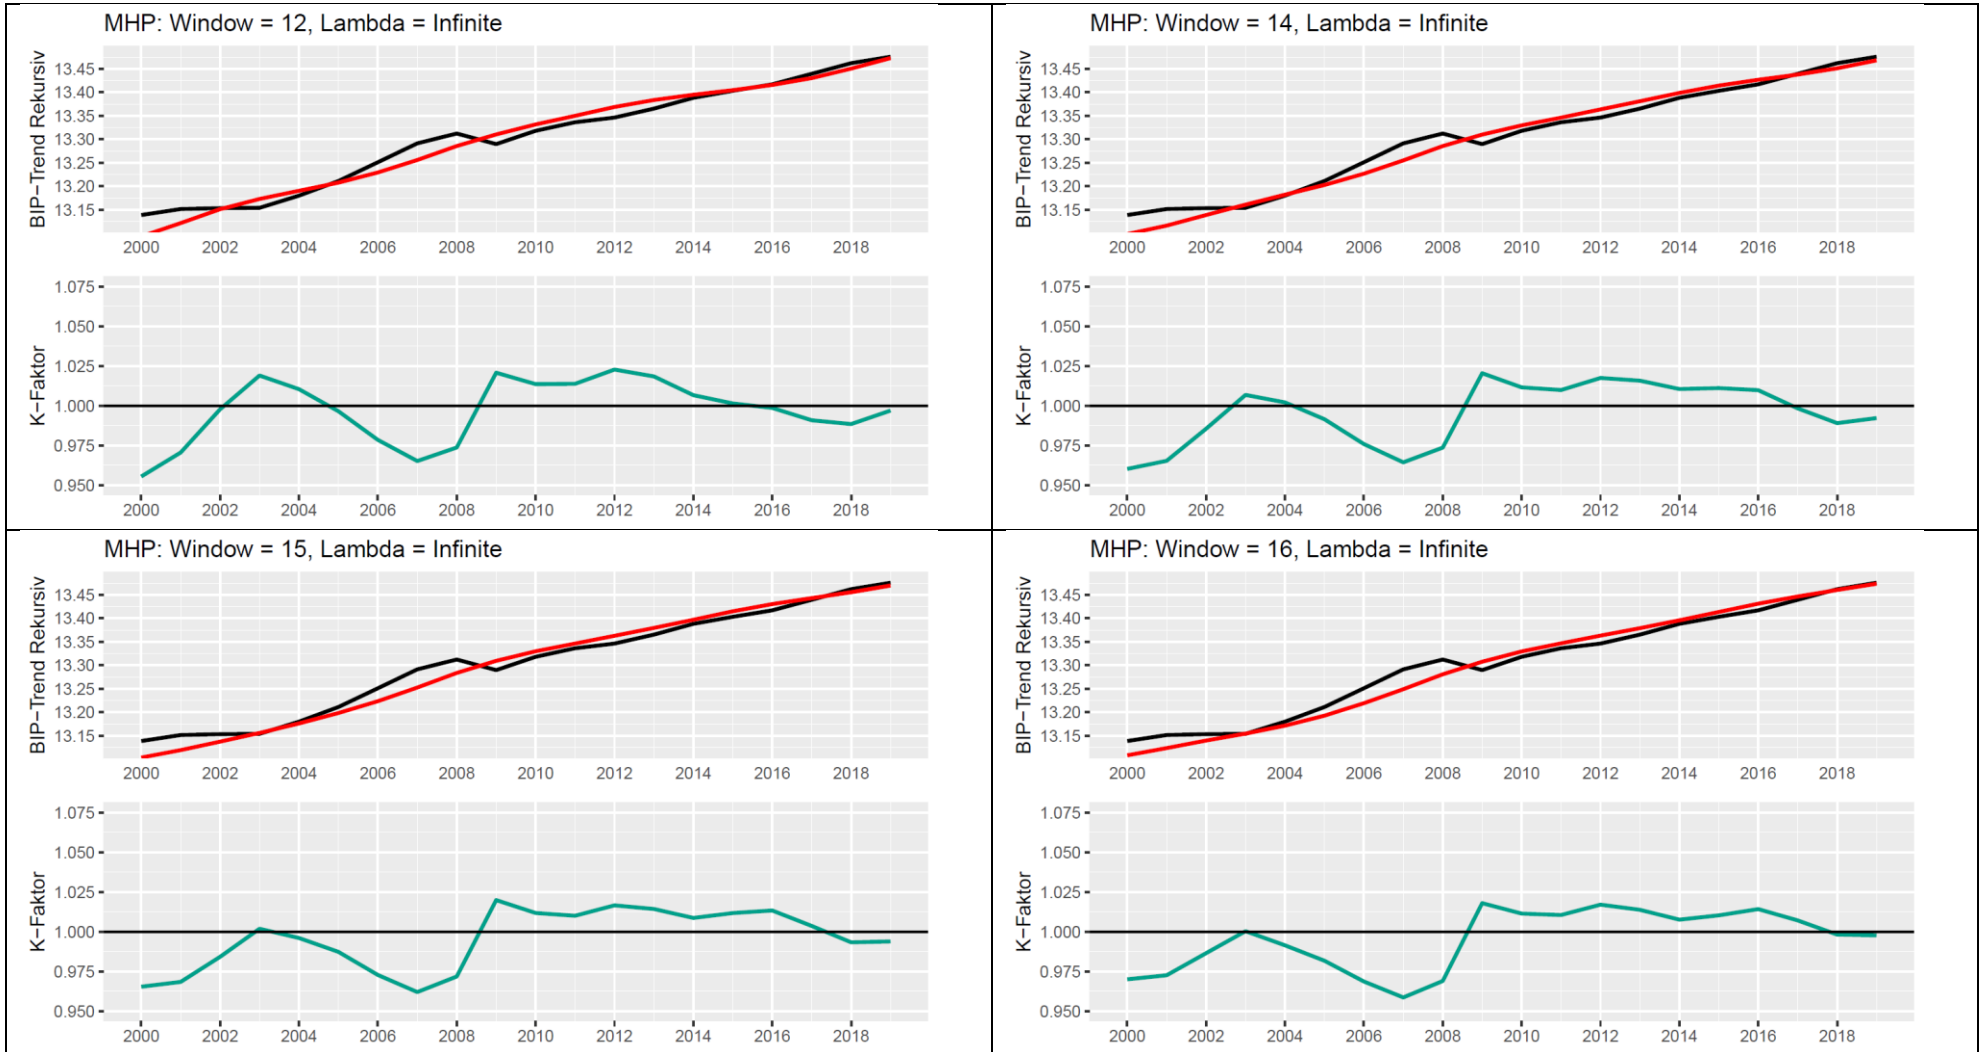 MHP: Window = 12, Lambda = Infinite
BIP−Trend Rekursiv
13.45
13.40
13.35
13.30
13.25
13.20
13.15
2000 2002 2004 2006 2008 2010 2012 2014 2016 2018
K−Faktor
1.075
1.050
1.025
1.000
0.975
0.950
2000 2002 2004 2006 2008 2010 2012 2014 2016 2018
MHP: Window = 14, Lambda = Infinite
BIP−Trend Rekursiv
13.45
13.40
13.35
13.30
13.25
13.20
13.15
2000 2002 2004 2006 2008 2010 2012 2014 2016 2018
K−Faktor
1.075
1.050
1.025
1.000
0.975
0.950
2000 2002 2004 2006 2008 2010 2012 2014 2016 2018
MHP: Window = 15, Lambda = Infinite
BIP−Trend Rekursiv
13.45
13.40
13.35
13.30
13.25
13.20
13.15
2000 2002 2004 2006 2008 2010 2012 2014 2016 2018
K−Faktor
1.075
1.050
1.025
1.000
0.975
0.950
2000 2002 2004 2006 2008 2010 2012 2014 2016 2018
MHP: Window = 16, Lambda = Infinite
BIP−Trend Rekursiv
13.45
13.40
13.35
13.30
13.25
13.20
13.15
2000 2002 2004 2006 2008 2010 2012 2014 2016 2018
K−Faktor
1.075
1.050
1.025
1.000
0.975
0.950
2000 2002 2004 2006 2008 2010 2012 2014 2016 2018